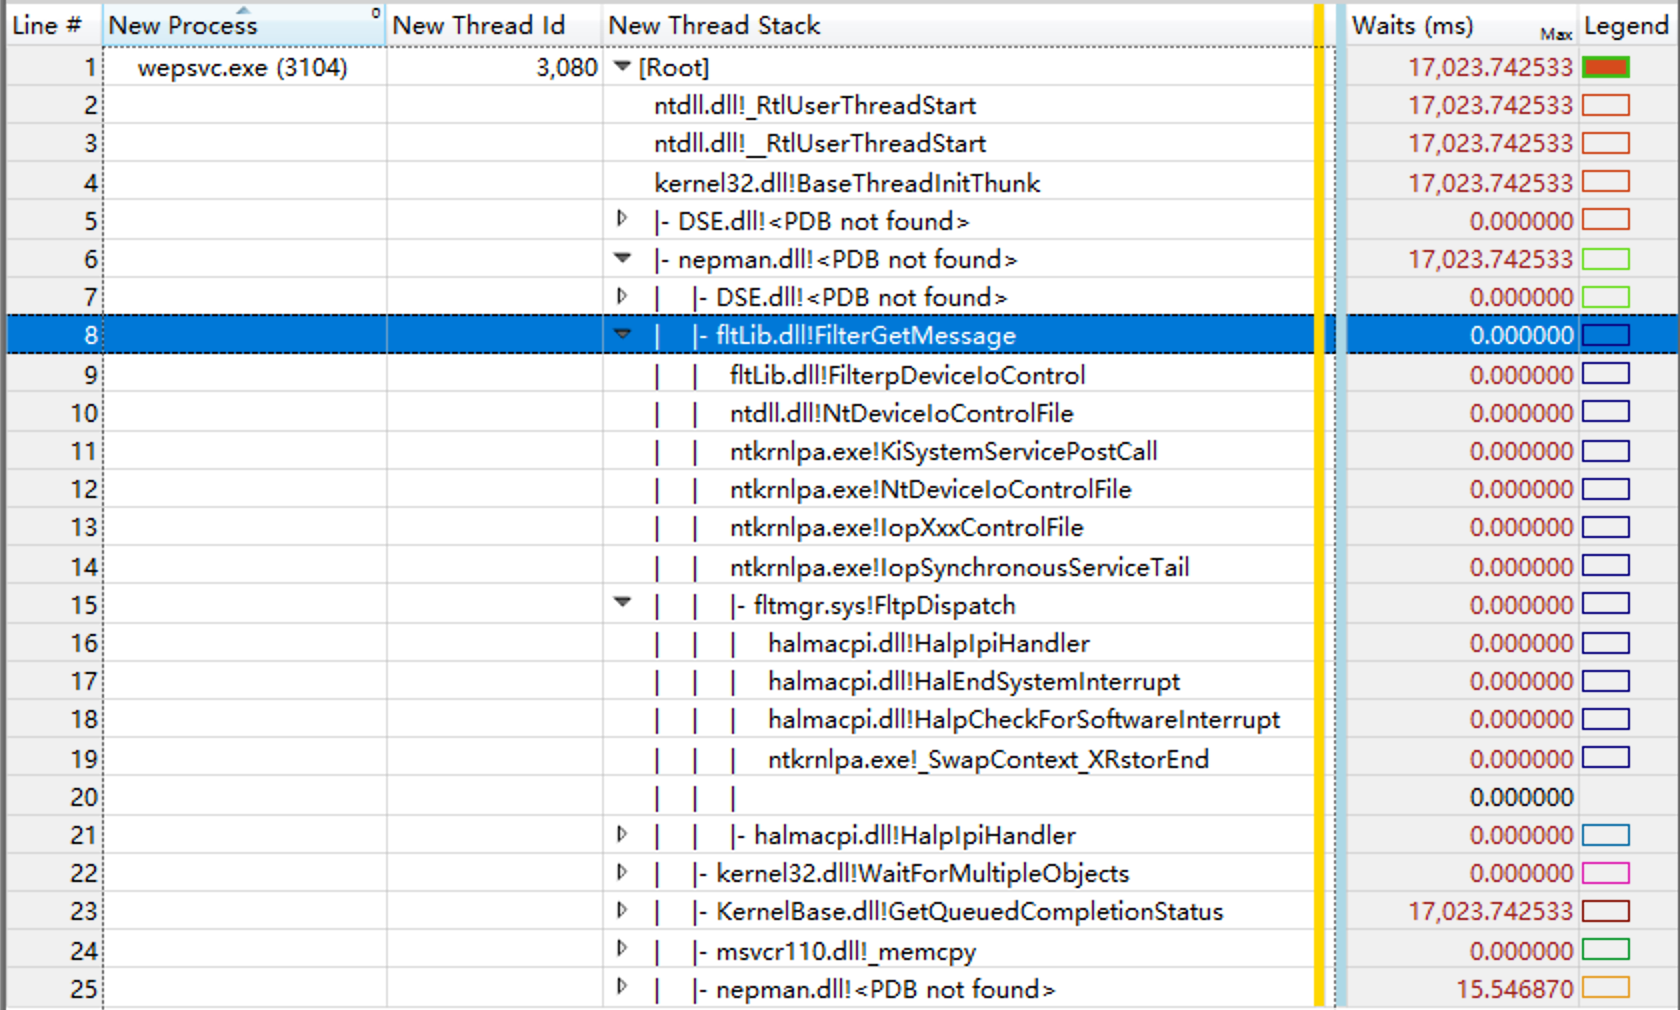 Line # New Process 0 New Thread Id New Thread Stack Waits (ms) Max Legend
1 wepsvc.exe (3104) 3,080 [Root] 17,023.742533
2 ntdll.dll!_RtlUserThreadStart 17,023.742533
3 ntdll.dll!__RtlUserThreadStart 17,023.742533
4 kernel32.dll!BaseThreadInitThunk 17,023.742533
5 |- DSE.dll!<PDB not found> 0.000000
6 |- nepman.dll!<PDB not found> 17,023.742533
7 | |- DSE.dll!<PDB not found> 0.000000
8 | |- fltLib.dll!FilterGetMessage 0.000000
9 | | fltLib.dll!FilterpDeviceIoControl 0.000000
10 | | ntdll.dll!NtDeviceIoControlFile 0.000000
11 | | ntkrnlpa.exe!KiSystemServicePostCall 0.000000
12 | | ntkrnlpa.exe!NtDeviceIoControlFile 0.000000
13 | | ntkrnlpa.exe!IopXxxControlFile 0.000000
14 | | ntkrnlpa.exe!IopSynchronousServiceTail 0.000000
15 | | |- fltmgr.sys!FltpDispatch 0.000000
16 | | | halmacpi.dll!HalpIpiHandler 0.000000
17 | | | halmacpi.dll!HalEndSystemInterrupt 0.000000
18 | | | halmacpi.dll!HalpCheckForSoftwareInterrupt 0.000000
19 | | | ntkrnlpa.exe!_SwapContext_XRstorEnd 0.000000
20 | | | 0.000000
21 | | |- halmacpi.dll!HalpIpiHandler 0.000000
22 | |- kernel32.dll!WaitForMultipleObjects 0.000000
23 | |- KernelBase.dll!GetQueuedCompletionStatus 17,023.742533
24 | |- msvcr110.dll!_memcpy 0.000000
25 | |- nepman.dll!<PDB not found> 15.546870